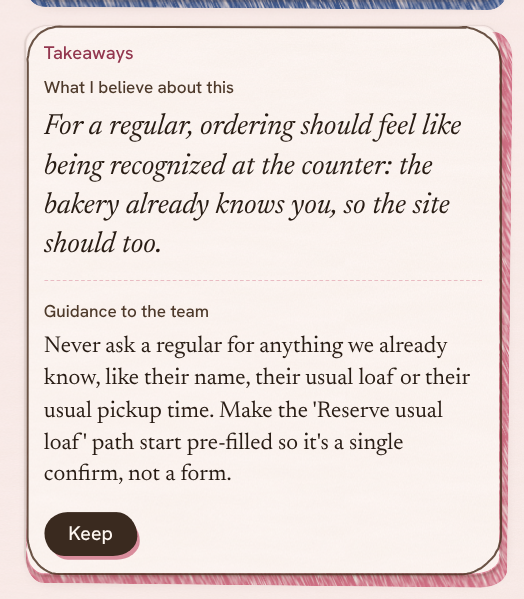 Takeaways
What I believe about this
For a regular, ordering should feel like
being recognized at the counter: the
bakery already knows you, so the site
should too.
Guidance to the team
Never ask a regular for anything we already
know, like their name, their usual loaf or their
usual pickup time. Make the 'Reserve usual
loaf' path start pre-filled so it's a single
confirm, not a form.
Keep